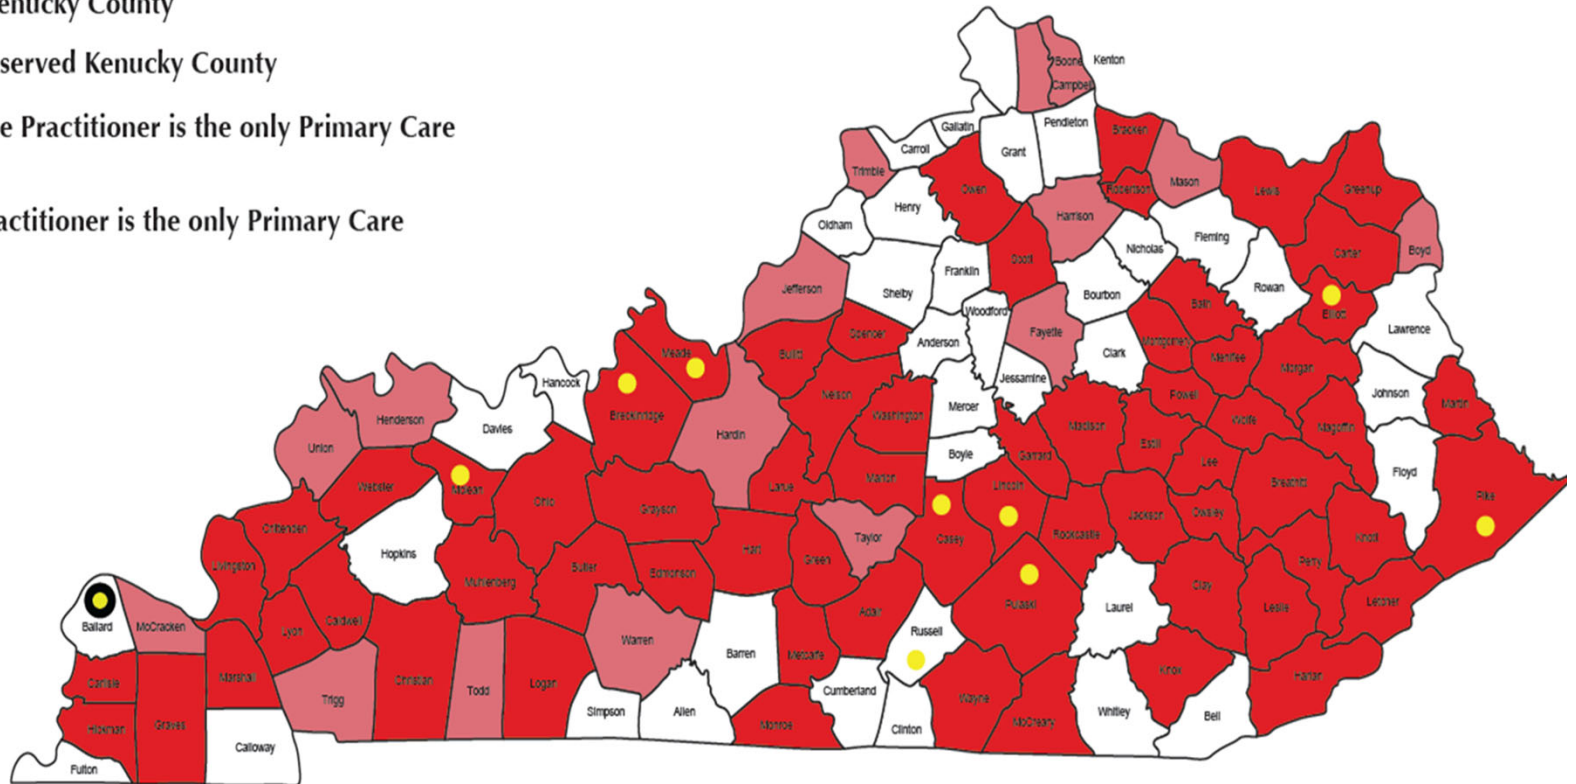 enucky County
served Kenucky County
e Practitioner is the only Primary Care
actitioner is the only Primary Care
Boone
Kenton
Campbell
Gallatin
Pendleton
Bracken
Carroll
Grant
Trimble
Owen
Robertson
Mason
Lewis
Greenup
Henry
Harrison
Oldham
Nicholas
Fleming
Boyd
Carter
Franklin
Scott
Jefferson
Shelby
Bourbon
Rowan
Bath
Elliott
Woodford
Lawrence
Spencer
Fayette
Anderson
Montgomery
Clark
Meade
Bullitt
Menifee
Morgan
Hancock
Jessamine
Nelson
Powell
Johnson
Martin
Breckinridge
Mercer
Washington
Henderson
Davies
Madison
Wolfe
Magoffin
Hardin
Estill
Union
Boyle
Garrard
Lee
Floyd
Webster
Mclean
Larue
Marion
Lincoln
Breathitt
Pike
Ohio
Grayson
Owsley
Jackson
Crittenden
Rockcastle
Knott
Taylor
Casey
Hopkins
Hart
Green
Perry
Livingston
Butler
Edmonson
Muhlenberg
Clay
Letcher
Pulaski
Leslie
Laurel
Adair
Caldwell
Ballard
McCracken
Lyon
Russell
Warren
Barren
Metcalfe
Knox
Harlan
Carlisle
Marshall
Christian
Todd
Logan
Cumberland
Trigg
Wayne
Simpson
Allen
Whitley
Bell
Hickman
Graves
Monroe
McCreary
Clinton
Calloway
Fulton